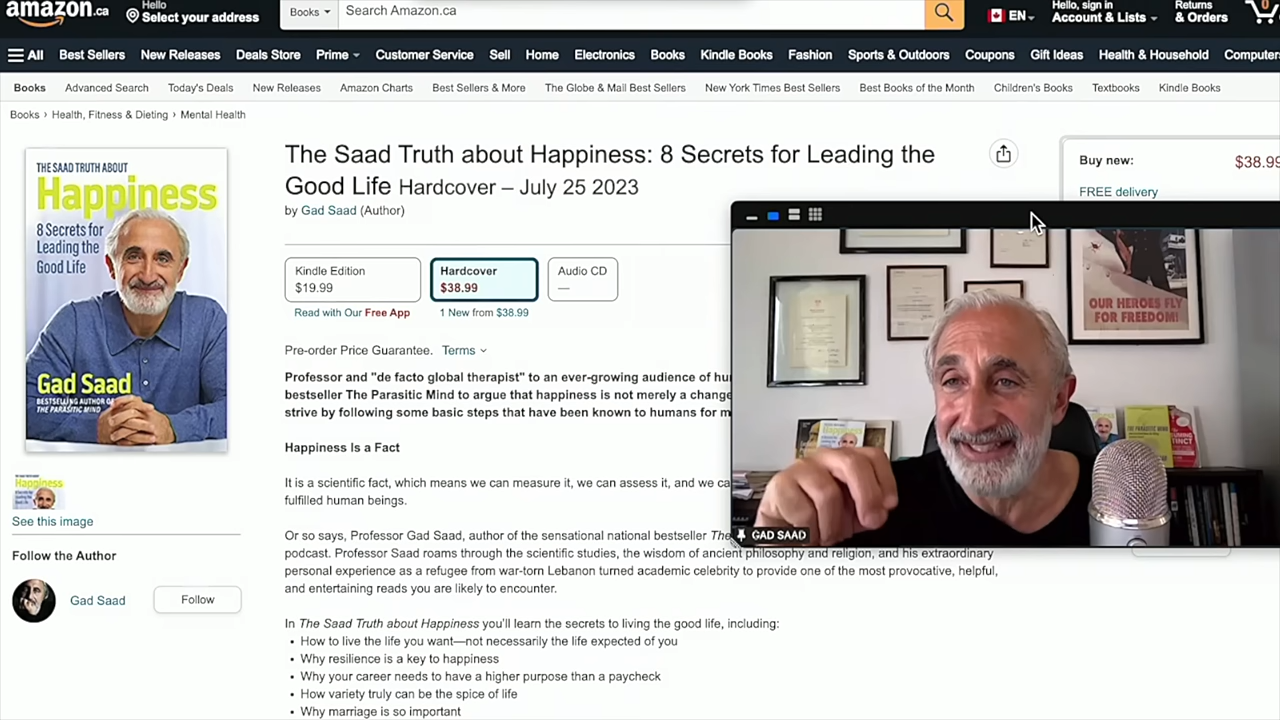 amazon.ca
Hello
Select your address
Books
Search Amazon.ca
EN
Hello, sign in
Account & Lists
Returns
& Orders
0
All
Best Sellers
New Releases
Deals Store
Prime
Customer Service
Sell
Home
Electronics
Books
Kindle Books
Fashion
Sports & Outdoors
Coupons
Gift Ideas
Health & Household
Computers
Books
Advanced Search
Today's Deals
New Releases
Amazon Charts
Best Sellers & More
The Globe & Mail Best Sellers
New York Times Best Sellers
Best Books of the Month
Children's Books
Textbooks
Kindle Books
Books › Health, Fitness & Dieting › Mental Health
THE SAAD TRUTH ABOUT
Happiness
8 Secrets for
Leading the
Good Life
Gad Saad
BESTSELLING AUTHOR OF
THE PARASITIC MIND
See this image
Follow the Author
Gad Saad
Follow
The Saad Truth about Happiness: 8 Secrets for Leading the
Good Life Hardcover – July 25 2023
by Gad Saad (Author)
Kindle Edition
$19.99
Read with Our Free App
Hardcover
$38.99
1 New from $38.99
Audio CD
—
Pre-order Price Guarantee. Terms
Professor and "de facto global therapist" to an ever-growing audience of hu
bestseller The Parasitic Mind to argue that happiness is not merely a change
strive by following some basic steps that have been known to humans for m
Happiness Is a Fact
It is a scientific fact, which means we can measure it, we can assess it, and we ca
fulfilled human beings.
Or so says, Professor Gad Saad, author of the sensational national bestseller The
podcast. Professor Saad roams through the scientific studies, the wisdom of ancient philosophy and religion, and his extraordinary
personal experience as a refugee from war-torn Lebanon turned academic celebrity to provide one of the most provocative, helpful,
and entertaining reads you are likely to encounter.
In The Saad Truth about Happiness you'll learn the secrets to living the good life, including:
• How to live the life you want—not necessarily the life expected of you
• Why resilience is a key to happiness
• Why your career needs to have a higher purpose than a paycheck
• How variety truly can be the spice of life
• Why marriage is so important
Buy new:
$38.99
FREE delivery
OUR HEROES FLY
FOR FREEDOM!
THE PARASITIC MIND
GAD SAAD